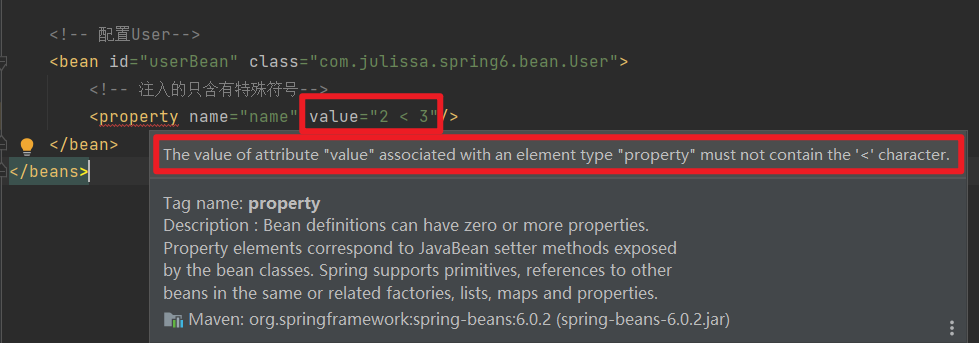 <!-- 配置User-->
<bean id="userBean" class="com.julissa.spring6.bean.User">
<!-- 注入的只含有特殊符号-->
<property name="name" value="2 < 3"/>
</bean>
</beans>
The value of attribute "value" associated with an element type "property" must not contain the '<' character.
Tag name: property
Description : Bean definitions can have zero or more properties.
Property elements correspond to JavaBean setter methods exposed
by the bean classes. Spring supports primitives, references to other
beans in the same or related factories, lists, maps and properties.
Maven: org.springframework:spring-beans:6.0.2 (spring-beans-6.0.2.jar)